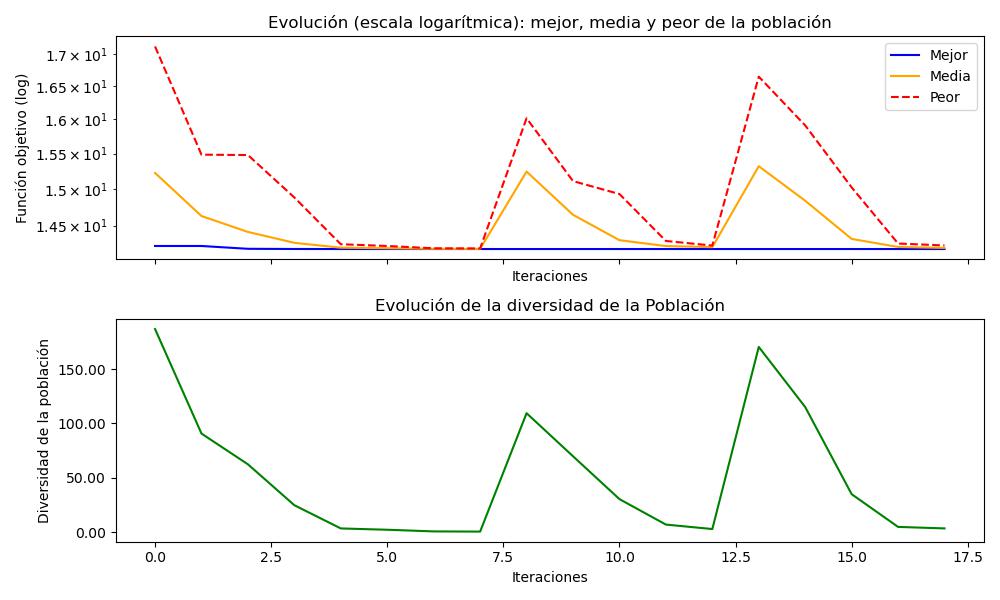 Evolución (escala logarítmica): mejor, media y peor de la población
Función objetivo (log)
1.7 × 10¹
1.65 × 10¹
1.6 × 10¹
1.55 × 10¹
1.5 × 10¹
1.45 × 10¹
Mejor
Media
Peor
Iteraciones
Evolución de la diversidad de la Población
Diversidad de la población
150.00
100.00
50.00
0.00
0.0 2.5 5.0 7.5 10.0 12.5 15.0 17.5
Iteraciones